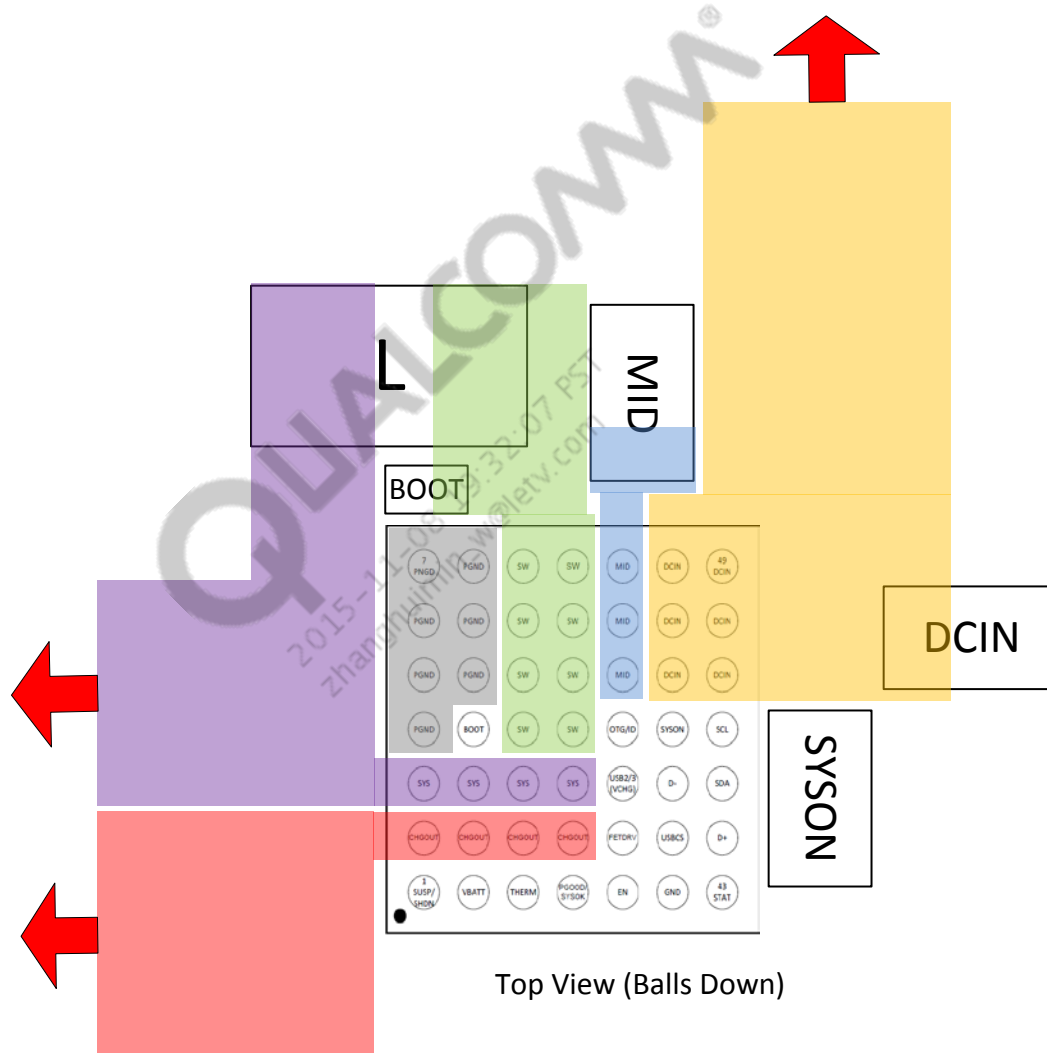 QUALCOMM®
2015-11-08 19:32:07 PST
zhanghuimin_w@letv.com
L
MID
BOOT
7 PNGD PGND SW SW MID DCIN 49 DCIN
PGND PGND SW SW MID DCIN DCIN
PGND PGND SW SW MID DCIN DCIN
PGND BOOT SW SW OTG/ID SYSON SCL
SYS SYS SYS SYS USB2/3 (VCHG) D- SDA
CHGOUT CHGOUT CHGOUT CHGOUT FETDRV USBCS D+
1 SUSP/ SHDN VBATT THERM PGOOD/ SYSOK EN GND 43 STAT
DCIN
SYSON
Top View (Balls Down)